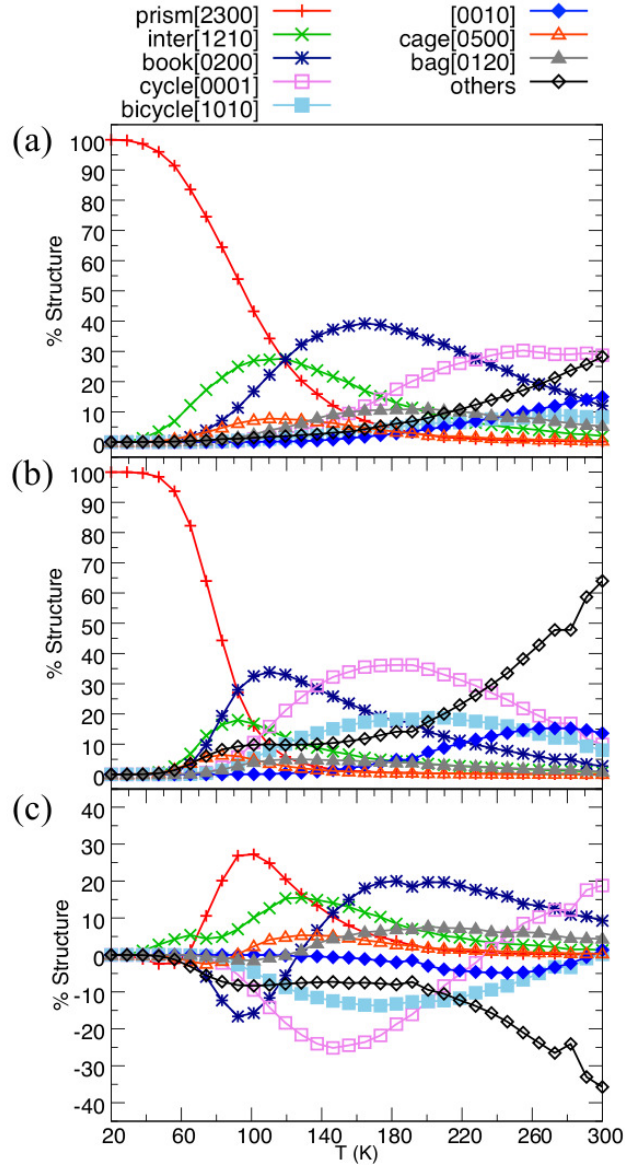 prism[2300]
inter[1210]
book[0200]
cycle[0001]
bicycle[1010]
[0010]
cage[0500]
bag[0120]
others
(a)
100
90
80
70
60
50
40
30
20
10
0
% Structure
(b)
100
90
80
70
60
50
40
30
20
10
0
% Structure
(c)
40
30
20
10
0
-10
-20
-30
-40
% Structure
20 60 100 140 180 220 260 300
T (K)